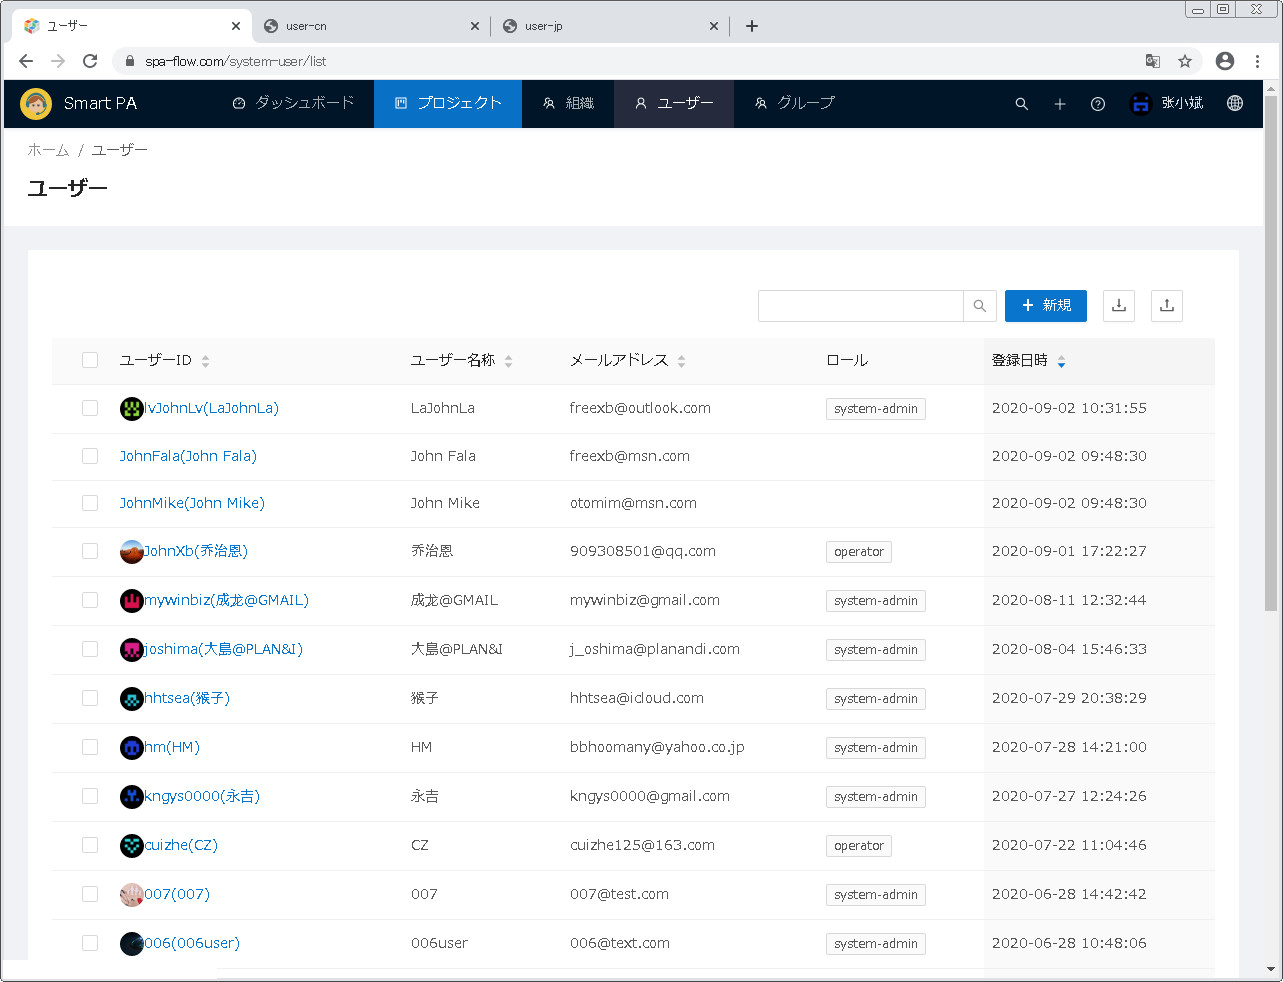 ユーザー
user-cn
user-jp
spa-flow.com/system-user/list
Smart PA ダッシュボード プロジェクト 組織 ユーザー グループ 张小斌
ホーム / ユーザー
ユーザー
新規
ユーザーID ユーザー名称 メールアドレス ロール 登録日時
lvJohnLv(LaJohnLa) LaJohnLa freexb@outlook.com system-admin 2020-09-02 10:31:55
JohnFala(John Fala) John Fala freexb@msn.com 2020-09-02 09:48:30
JohnMike(John Mike) John Mike otomim@msn.com 2020-09-02 09:48:30
JohnXb(乔治恩) 乔治恩 909308501@qq.com operator 2020-09-01 17:22:27
mywinbiz(成龙@GMAIL) 成龙@GMAIL mywinbiz@gmail.com system-admin 2020-08-11 12:32:44
joshima(大島@PLAN&I) 大島@PLAN&I j_oshima@planandi.com system-admin 2020-08-04 15:46:33
hhtsea(猴子) 猴子 hhtsea@icloud.com system-admin 2020-07-29 20:38:29
hm(HM) HM bbhoomany@yahoo.co.jp system-admin 2020-07-28 14:21:00
kngys0000(永吉) 永吉 kngys0000@gmail.com system-admin 2020-07-27 12:24:26
cuizhe(CZ) CZ cuizhe125@163.com operator 2020-07-22 11:04:46
007(007) 007 007@test.com system-admin 2020-06-28 14:42:42
006(006user) 006user 006@text.com system-admin 2020-06-28 10:48:06